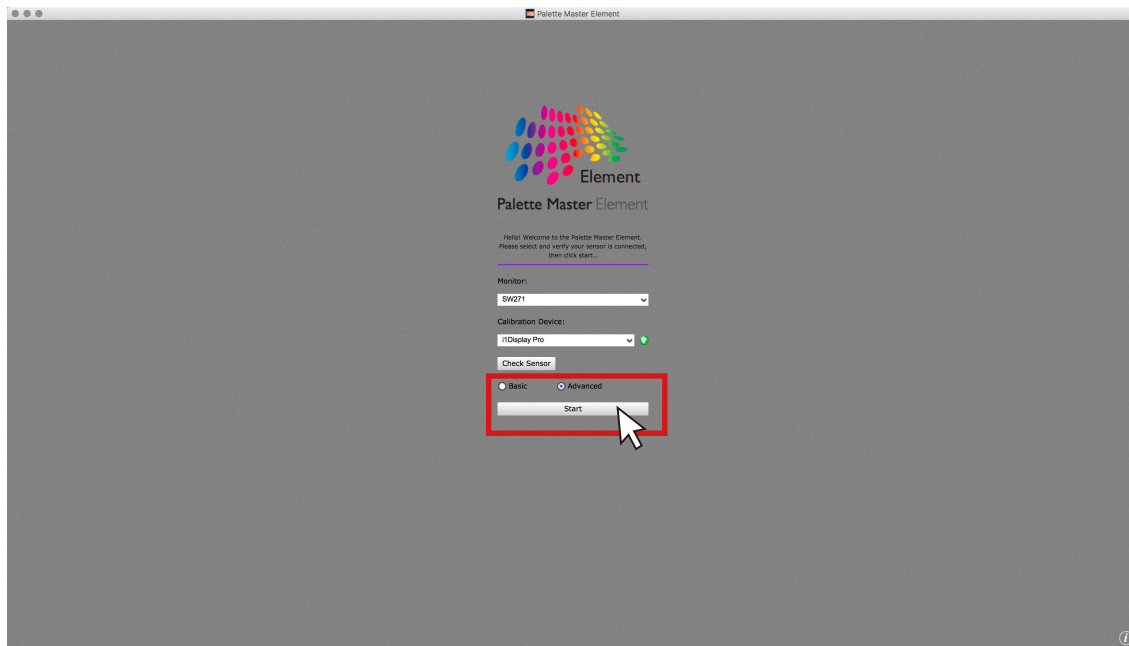 Palette Master Element
Element
Palette Master Element
Hello! Welcome to the Palette Master Element.
Please select and verify your sensor is connected,
then click start...
Monitor:
SW271
Calibration Device:
i1Display Pro
Check Sensor
Basic Advanced
Start
i